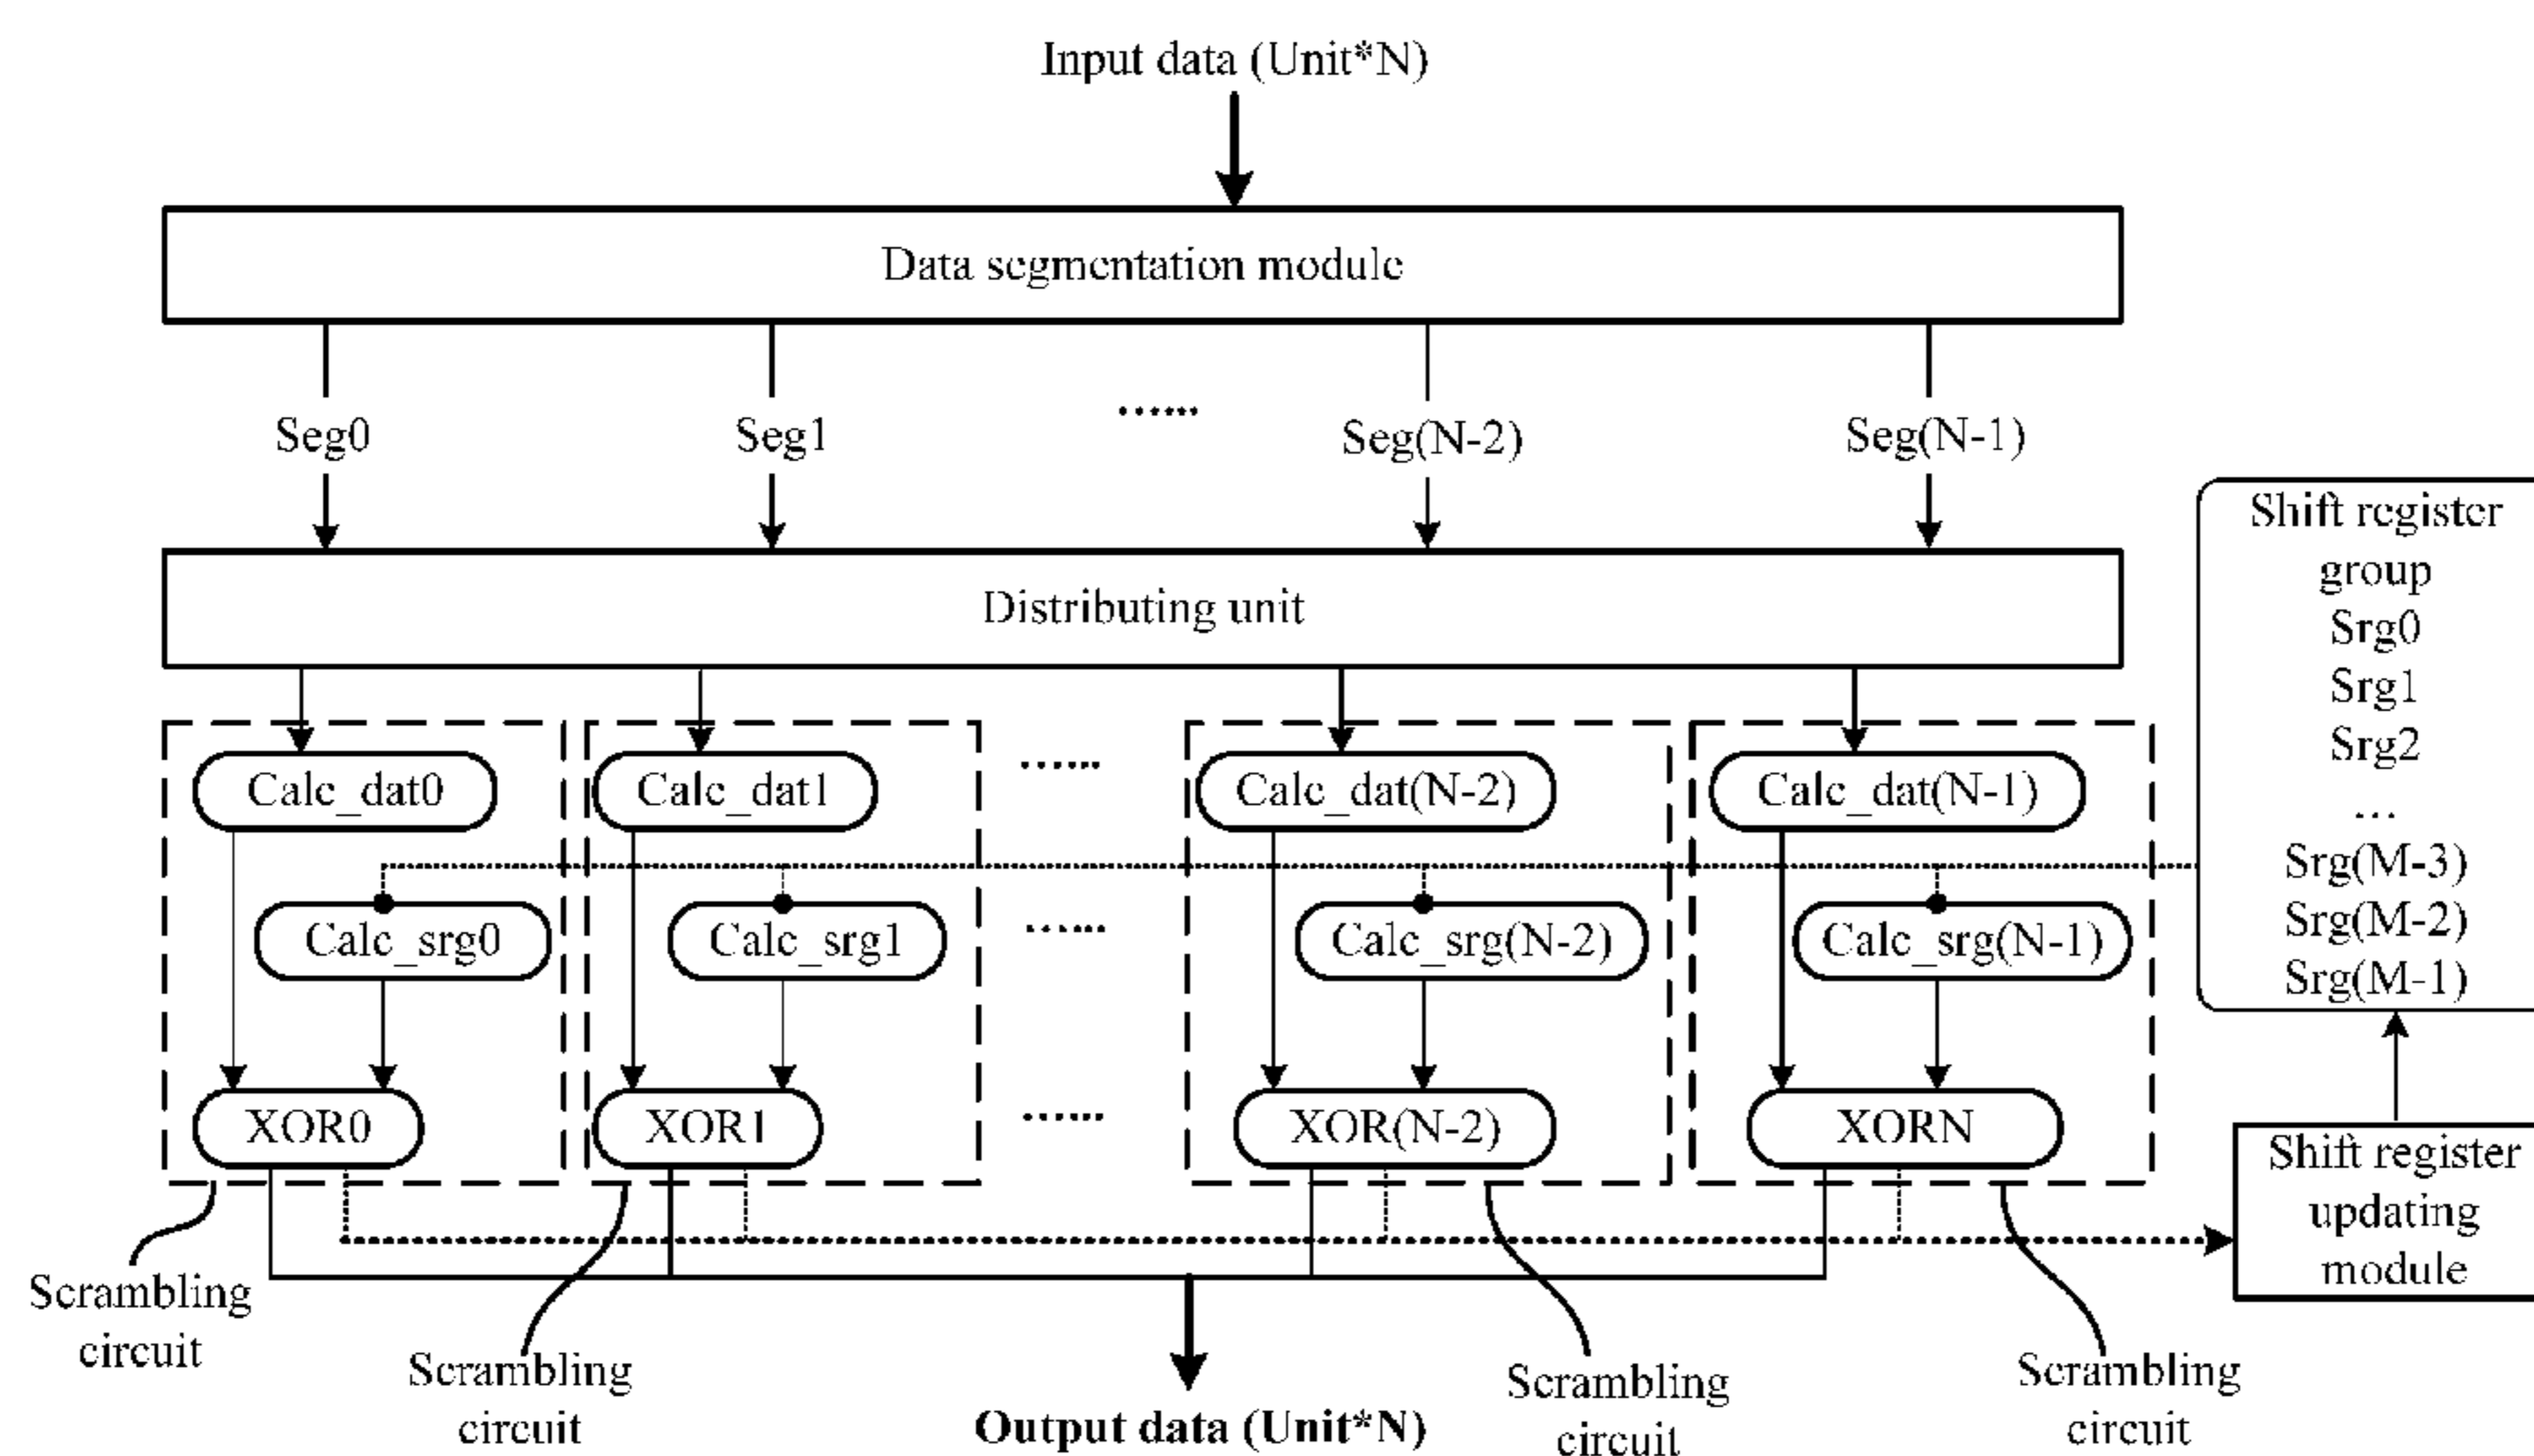 Input data (Unit*N)
Data segmentation module
Seg0
Seg1
......
Seg(N-2)
Seg(N-1)
Distributing unit
Shift register
group
Srg0
Srg1
Srg2
...
Srg(M-3)
Srg(M-2)
Srg(M-1)
Calc_dat0
Calc_dat1
......
Calc_dat(N-2)
Calc_dat(N-1)
Calc_srg0
Calc_srg1
......
Calc_srg(N-2)
Calc_srg(N-1)
XOR0
XOR1
......
XOR(N-2)
XORN
Shift register
updating
module
Scrambling
circuit
Scrambling
circuit
Output data (Unit*N)
Scrambling
circuit
Scrambling
circuit